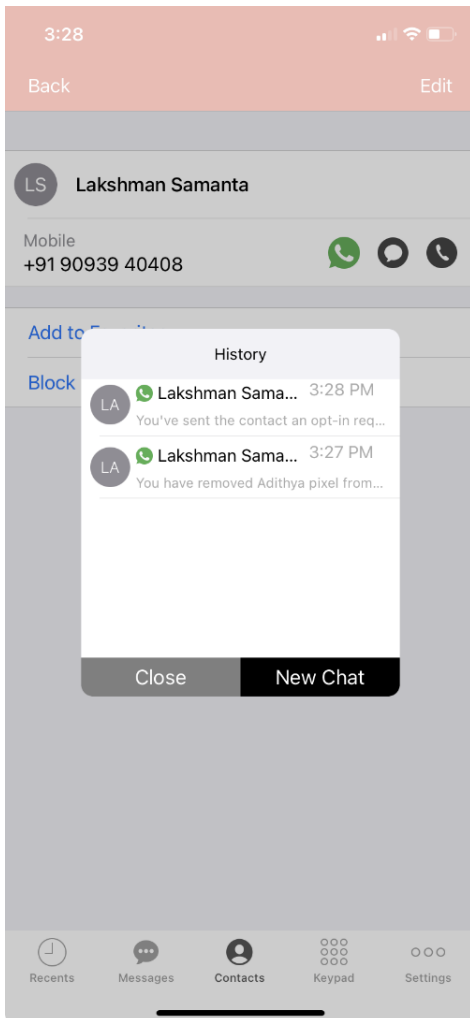 3:28
Back
Edit
LS
Lakshman Samanta
Mobile
+91 90939 40408
Add to
Block
History
LA
Lakshman Sama... 3:28 PM
You've sent the contact an opt-in req...
LA
Lakshman Sama... 3:27 PM
You have removed Adithya pixel from...
Close
New Chat
Recents
Messages
Contacts
Keypad
Settings